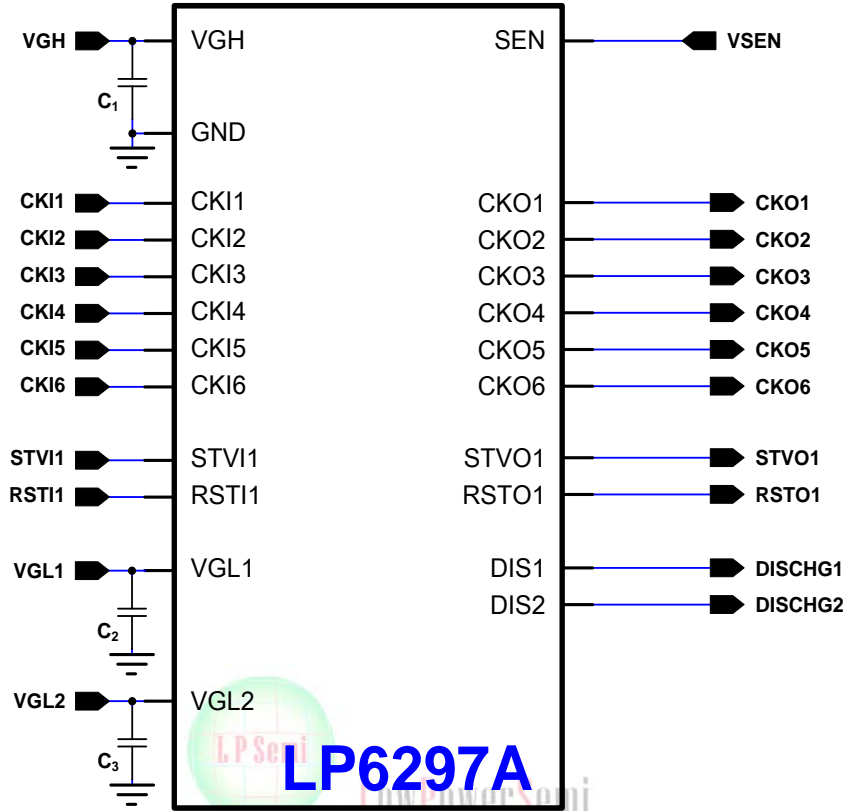 VGH VGH SEN VSEN
C1
GND
CKI1 CKI1 CKO1 CKO1
CKI2 CKI2 CKO2 CKO2
CKI3 CKI3 CKO3 CKO3
CKI4 CKI4 CKO4 CKO4
CKI5 CKI5 CKO5 CKO5
CKI6 CKI6 CKO6 CKO6
STVI1 STVI1 STVO1 STVO1
RSTI1 RSTI1 RSTO1 RSTO1
VGL1 VGL1 DIS1 DISCHG1
DIS2 DISCHG2
C2
VGL2 VGL2
L P Semi
LP6297A
C3
LowPowerSemi